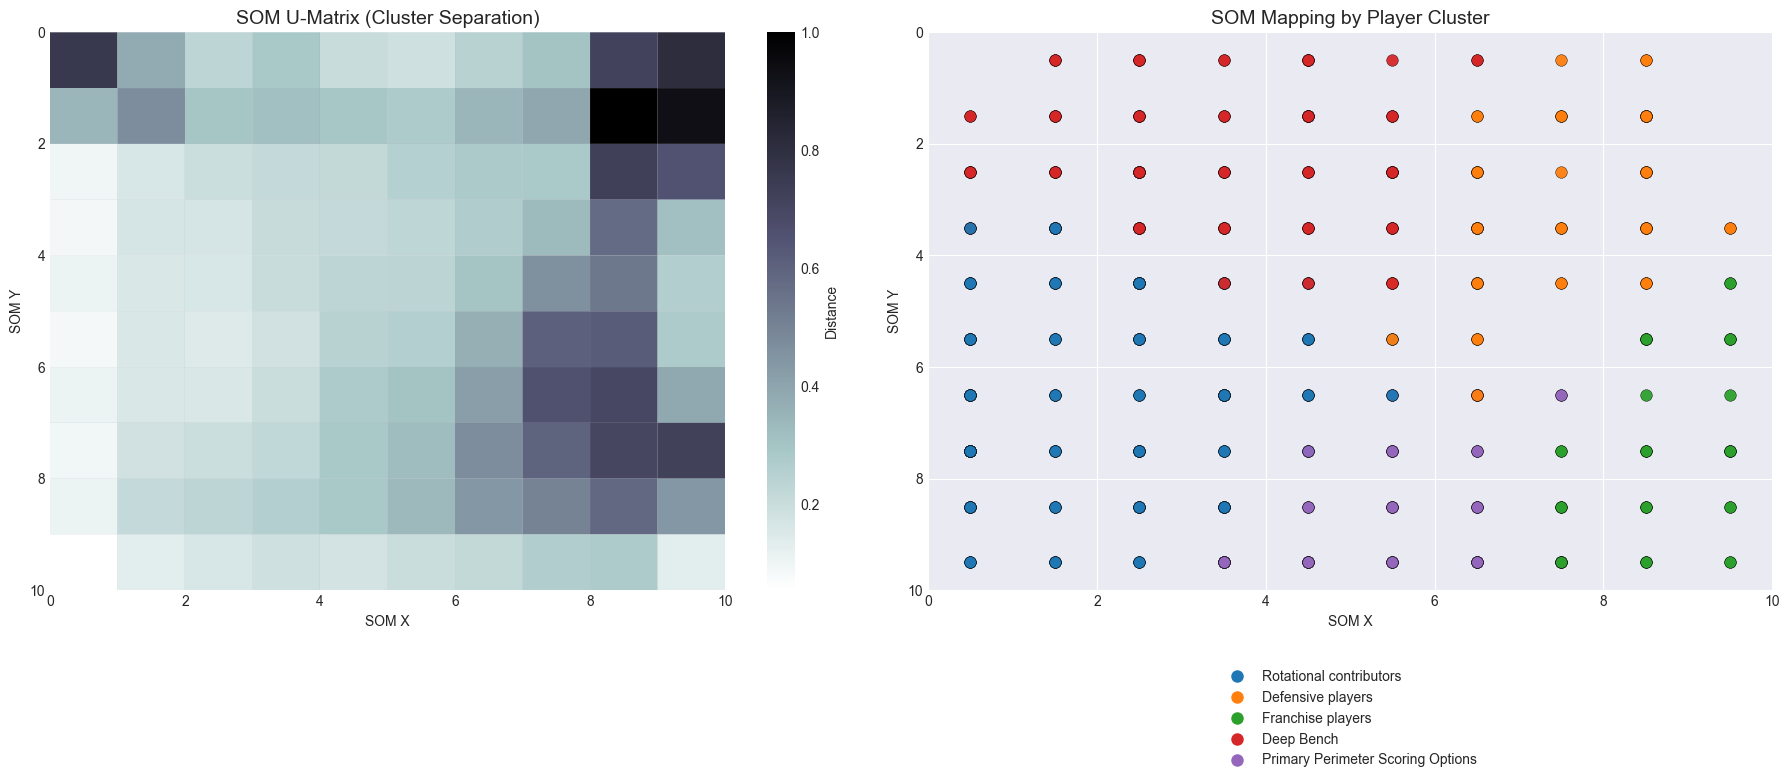 SOM U-Matrix (Cluster Separation)
0
2
4
6
8
10
SOM Y
0
2
4
6
8
10
SOM X
1.0
0.8
0.6
0.4
0.2
Distance
SOM Mapping by Player Cluster
0
2
4
6
8
10
SOM Y
0
2
4
6
8
10
SOM X
Rotational contributors
Defensive players
Franchise players
Deep Bench
Primary Perimeter Scoring Options